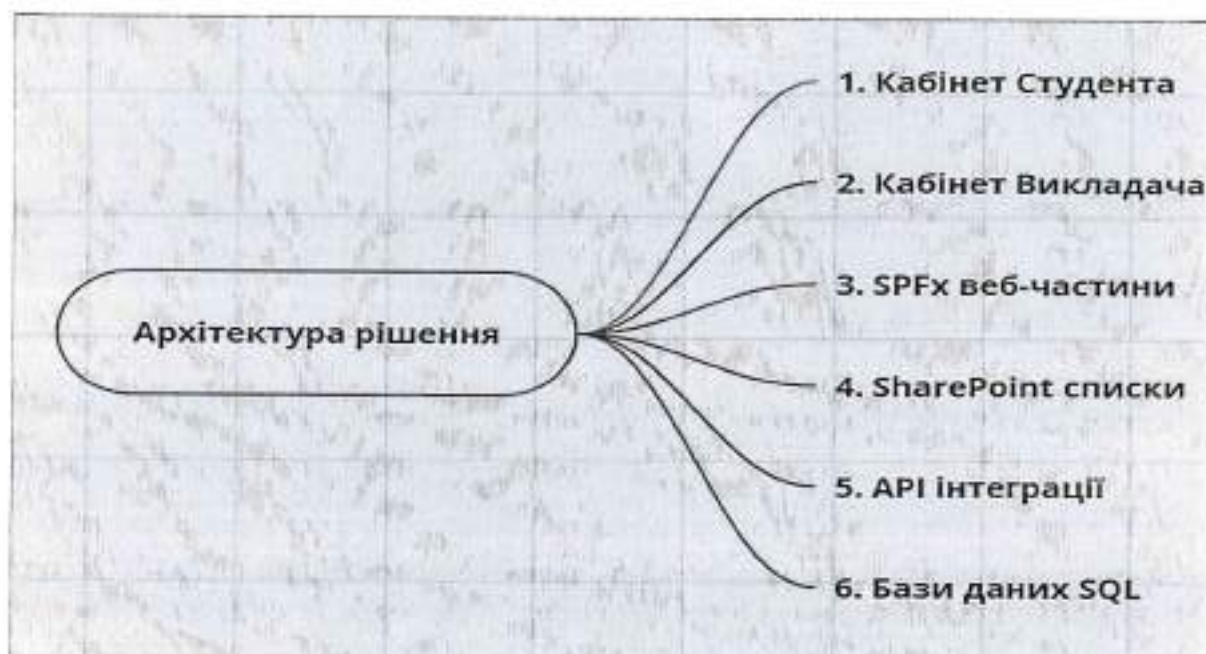 Архітектура рішення
1. Кабінет Студента
2. Кабінет Викладача
3. SPFx веб-частини
4. SharePoint списки
5. API інтеграції
6. Бази даних SQL